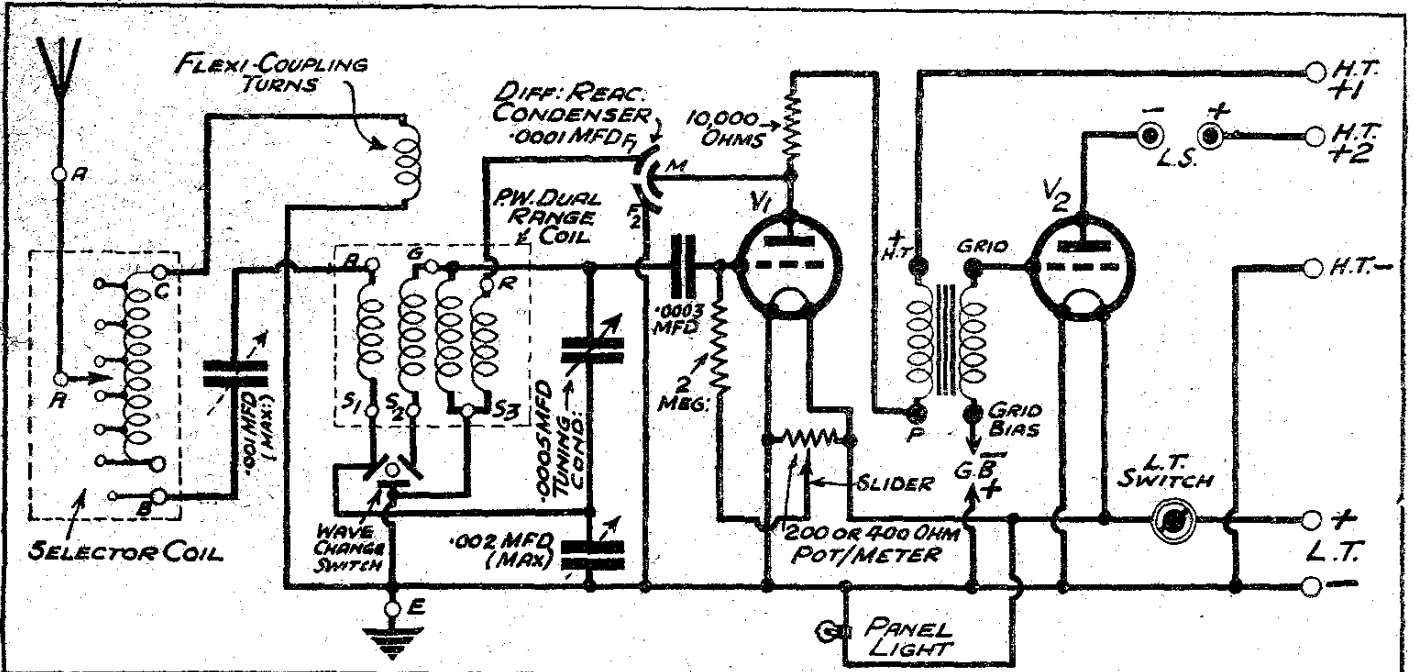 FLEXI-COUPLING
TURNS
DIFF: REAC.
CONDENSER
.0001 MFD
F1
M
F2
10,000
OHMS
H.T.
+1
- +
L.S.
H.T.
+2
A
P.W. DUAL
RANGE
COIL
V1
V2
+
H.T.
GRID
H.T.-
C
A
G
R
.0003
MFD
R
.001 MFD
(MAX:)
S1
S2
S3
.0005 MFD
TUNING
COND:
2
MEG:
P
GRID
BIAS
G.B
-
+
SLIDER
L.T.
SWITCH
B
SELECTOR COIL
WAVE
CHANGE
SWITCH
.002 MFD
(MAX)
200 OR 400 OHM
POT/METER
+
L.T.
-
E
PANEL
LIGHT